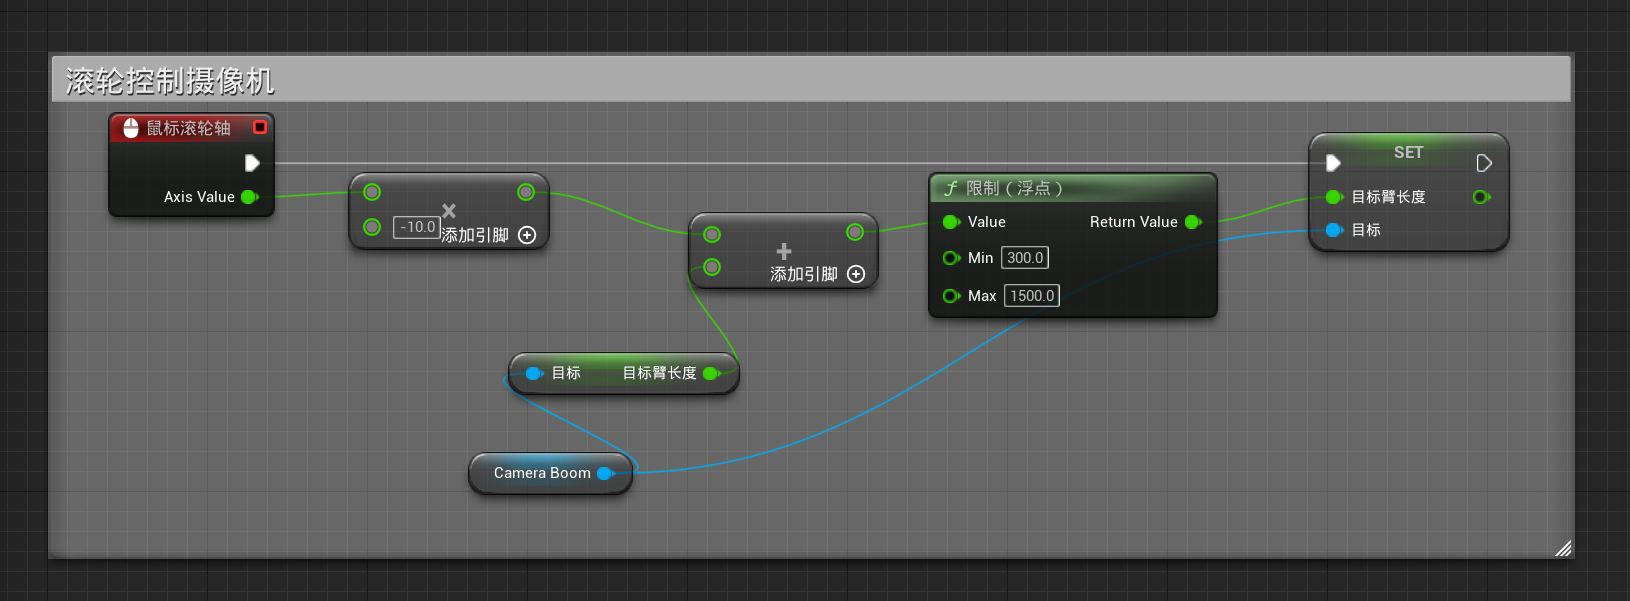 滚轮控制摄像机
鼠标滚轮轴
Axis Value
-10.0
添加引脚
添加引脚
限制（浮点）
Value
Return Value
Min 300.0
Max 1500.0
SET
目标臂长度
目标
目标 目标臂长度
Camera Boom